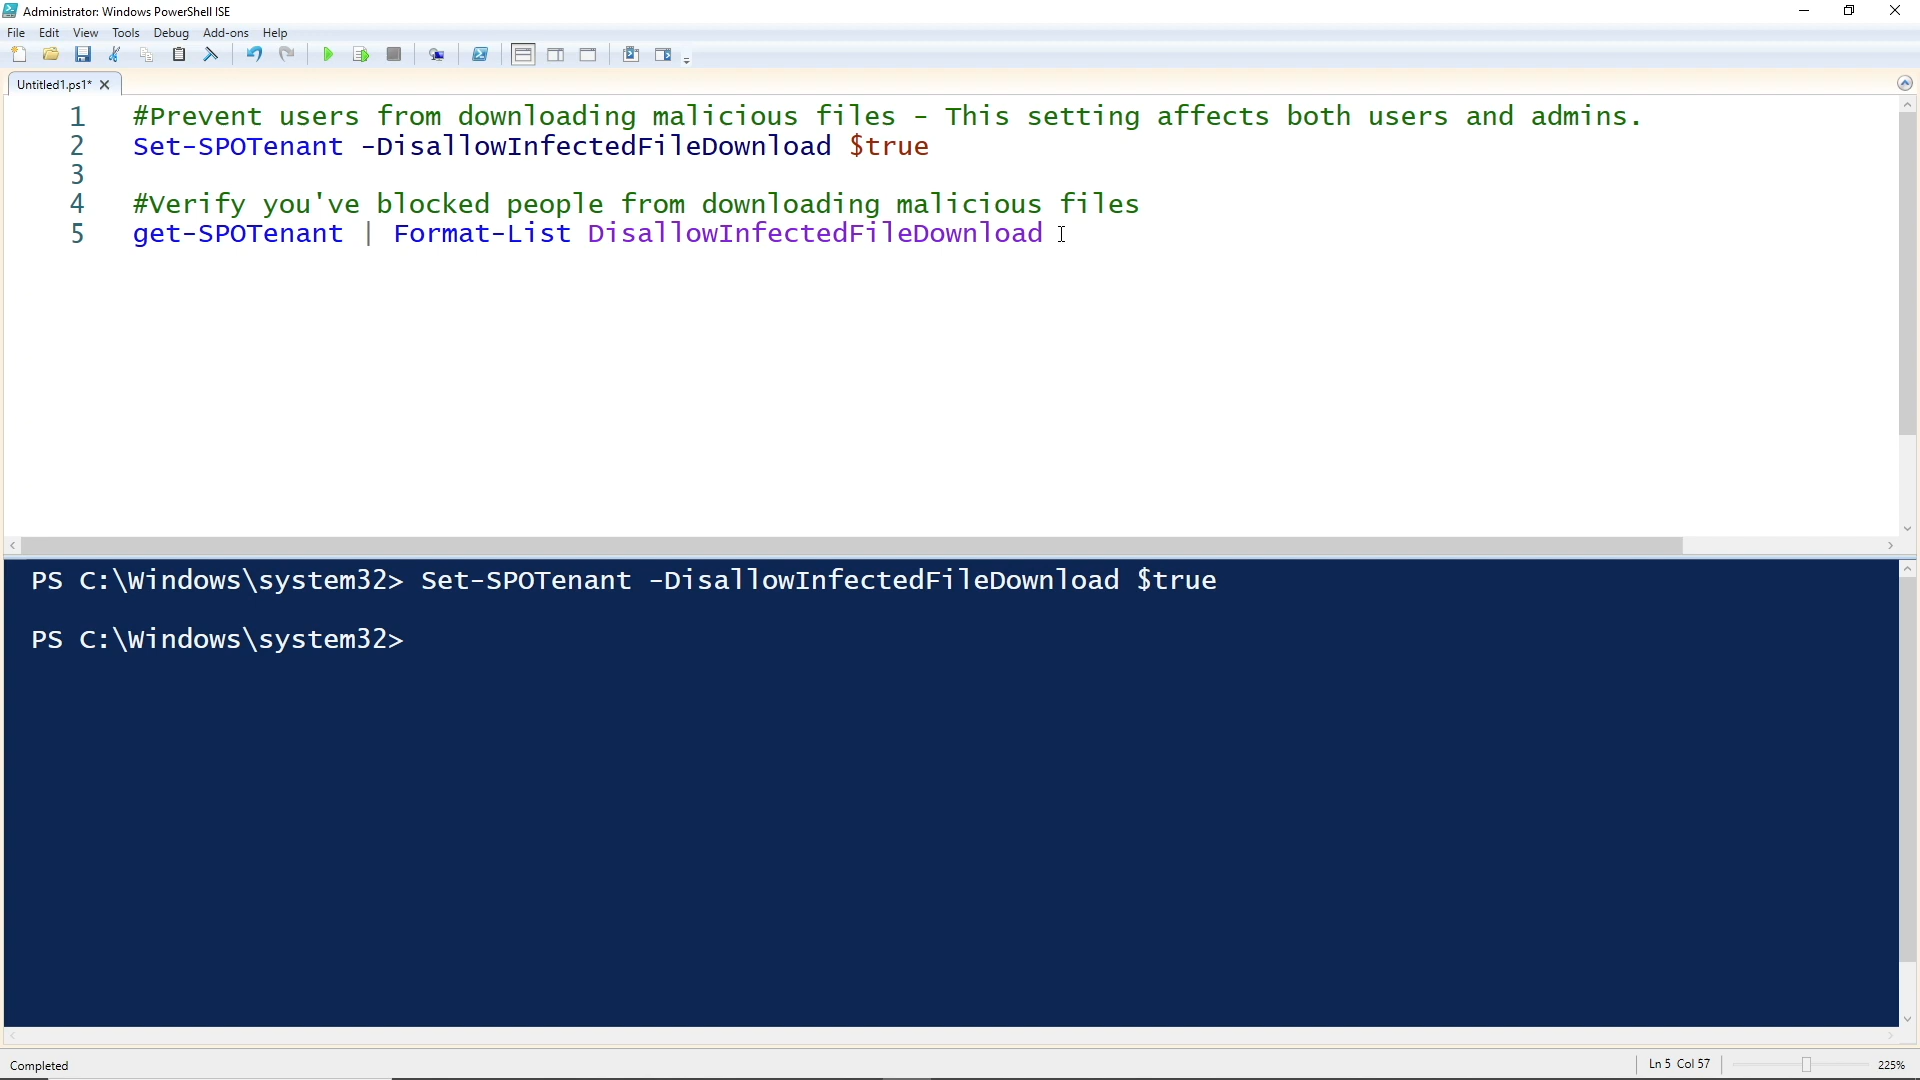 Administrator: Windows PowerShell ISE
File Edit View Tools Debug Add-ons Help
Untitled1.ps1*
1 #Prevent users from downloading malicious files - This setting affects both users and admins.
2 Set-SPOTenant -DisallowInfectedFileDownload $true
3
4 #Verify you've blocked people from downloading malicious files
5 get-SPOTenant | Format-List DisallowInfectedFileDownload
PS C:\Windows\system32> Set-SPOTenant -DisallowInfectedFileDownload $true
PS C:\Windows\system32>
Completed Ln 5 Col 57 225%